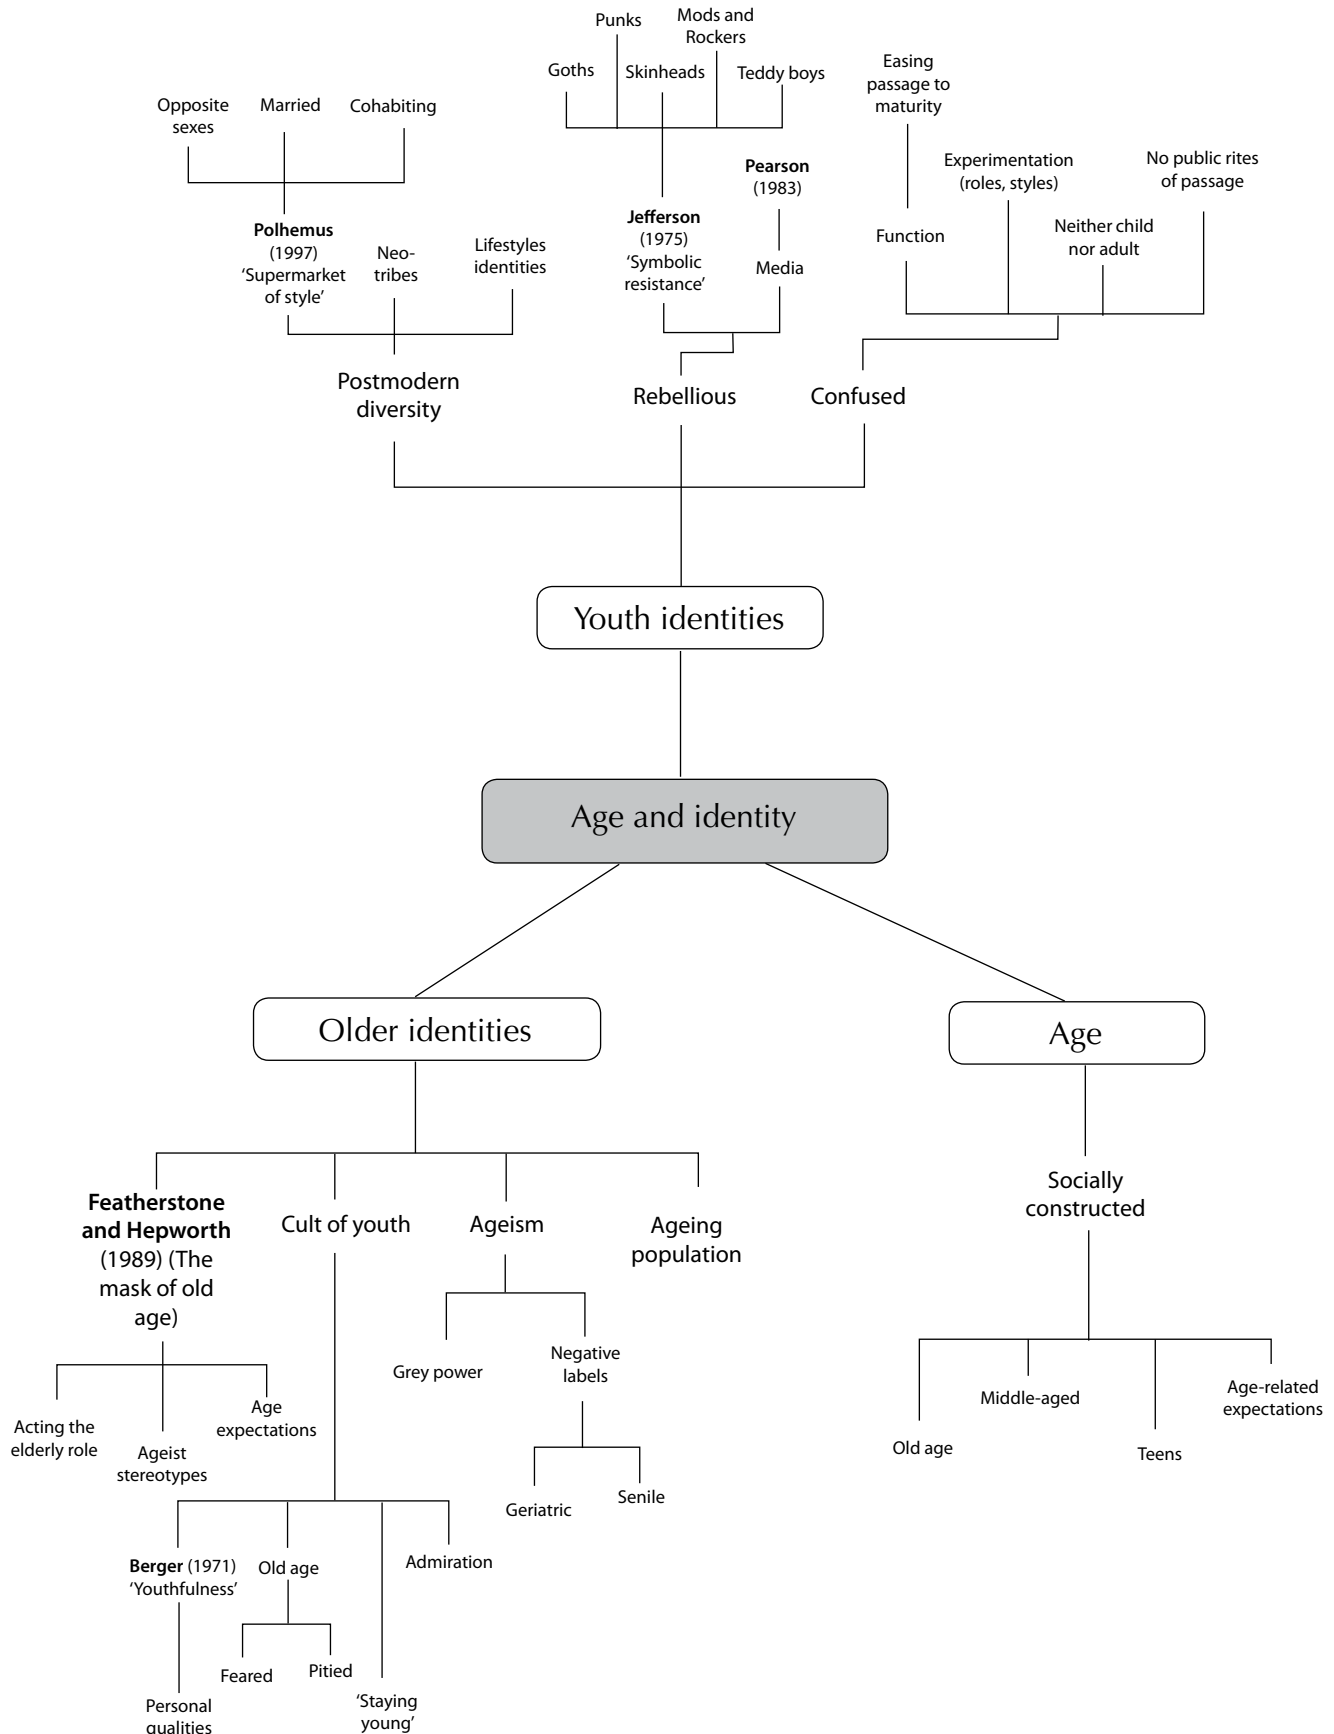 Punks
Mods and
Rockers
Goths
Skinheads
Teddy boys
Easing
passage to
maturity
Opposite
sexes
Married
Cohabiting
Pearson
(1983)
Experimentation
(roles, styles)
No public rites
of passage
Polhemus
(1997)
‘Supermarket
of style’
Neo-
tribes
Lifestyles
identities
Jefferson
(1975)
‘Symbolic
resistance’
Media
Function
Neither child
nor adult
Postmodern
diversity
Rebellious
Confused
Youth identities
Age and identity
Older identities
Age
Featherstone
and Hepworth
(1989) (The
mask of old
age)
Cult of youth
Ageism
Ageing
population
Socially
constructed
Grey power
Negative
labels
Acting the
elderly role
Ageist
stereotypes
Age
expectations
Geriatric
Senile
Old age
Middle-aged
Teens
Age-related
expectations
Berger (1971)
‘Youthfulness’
Old age
Admiration
Feared
Pitied
‘Staying
young’
Personal
qualities